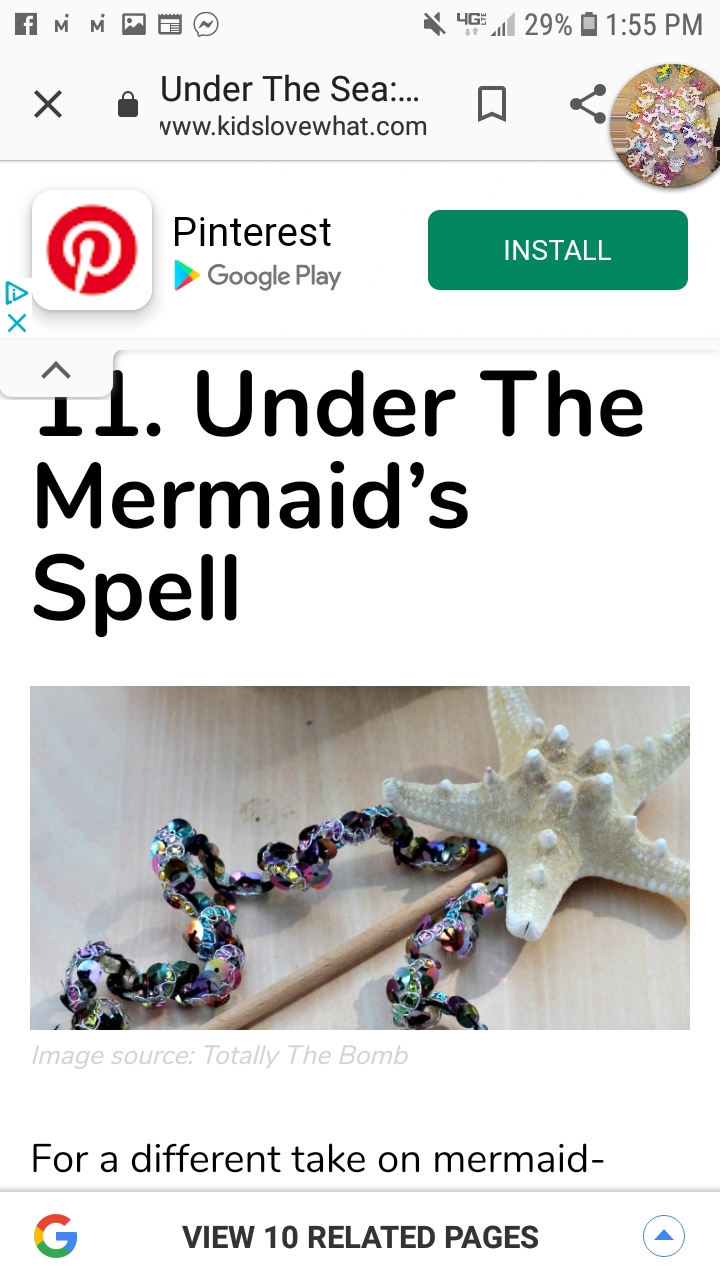 4GE 29% 1:55 PM
Under The Sea:...
www.kidslovewhat.com
Pinterest
Google Play
INSTALL
11. Under The
Mermaid’s
Spell
Image source: Totally The Bomb
For a different take on mermaid-
VIEW 10 RELATED PAGES